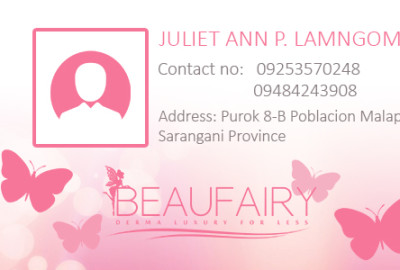 JULIET ANN P. LAMNGOM
Contact no: 09253570248
09484243908
Address: Purok 8-B Poblacion Malap
Sarangani Province
BEAUFAIRY
DERMA LUXURY FOR LESS